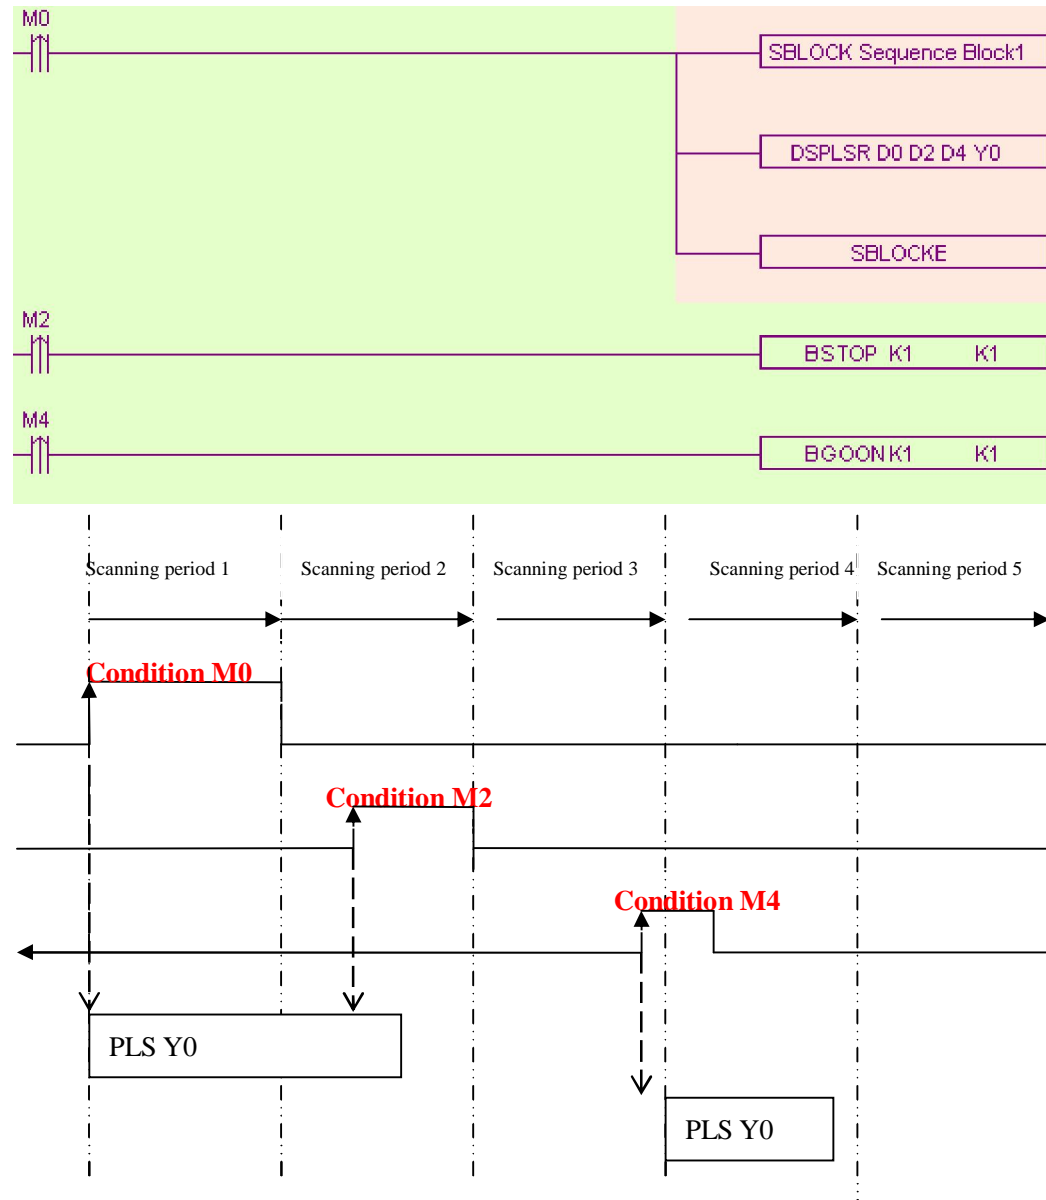 M0
SBLOCK Sequence Block1
DSPLSR D0 D2 D4 Y0
SBLOCKE
M2
BSTOP K1 K1
M4
BGOON K1 K1
Scanning period 1 Scanning period 2 Scanning period 3 Scanning period 4 Scanning period 5
Condition M0
Condition M2
Condition M4
PLS Y0
PLS Y0